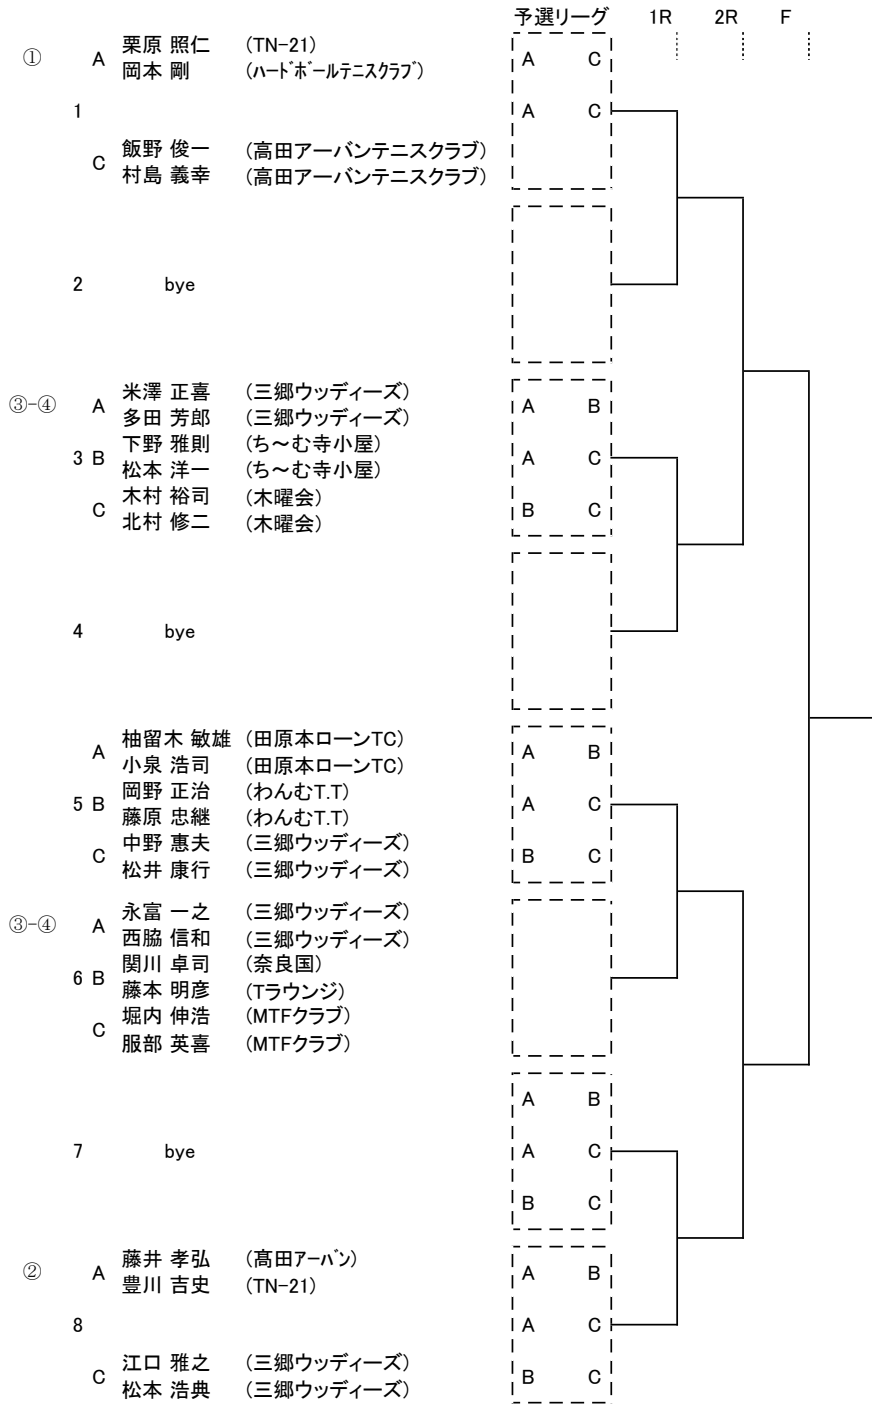 予選リーグ 1R 2R F
① A 栗原 照仁 (TN-21) A C
岡本 剛 (ﾊｰﾄﾞﾎﾞｰﾙテニスクラブ)
1 A C
C 飯野 俊一 (高田アーバンテニスクラブ)
村島 義幸 (高田アーバンテニスクラブ)
2 bye
③-④ A 米澤 正喜 (三郷ウッディーズ) A B
多田 芳郎 (三郷ウッディーズ)
3 B 下野 雅則 (ち～む寺小屋) A C
松本 洋一 (ち～む寺小屋)
C 木村 裕司 (木曜会) B C
北村 修二 (木曜会)
4 bye
A 柚留木 敏雄 (田原本ローンTC) A B
小泉 浩司 (田原本ローンTC)
5 B 岡野 正治 (わんむT.T) A C
藤原 忠継 (わんむT.T)
C 中野 惠夫 (三郷ウッディーズ) B C
松井 康行 (三郷ウッディーズ)
③-④ A 永富 一之 (三郷ウッディーズ)
西脇 信和 (三郷ウッディーズ)
6 B 関川 卓司 (奈良国)
藤本 明彦 (Tラウンジ)
C 堀内 伸浩 (MTFクラブ)
服部 英喜 (MTFクラブ)
A B
7 bye A C
B C
② A 藤井 孝弘 (髙田ｱｰﾊﾞﾝ) A B
豊川 吉史 (TN-21)
8 A C
C 江口 雅之 (三郷ウッディーズ) B C
松本 浩典 (三郷ウッディーズ)